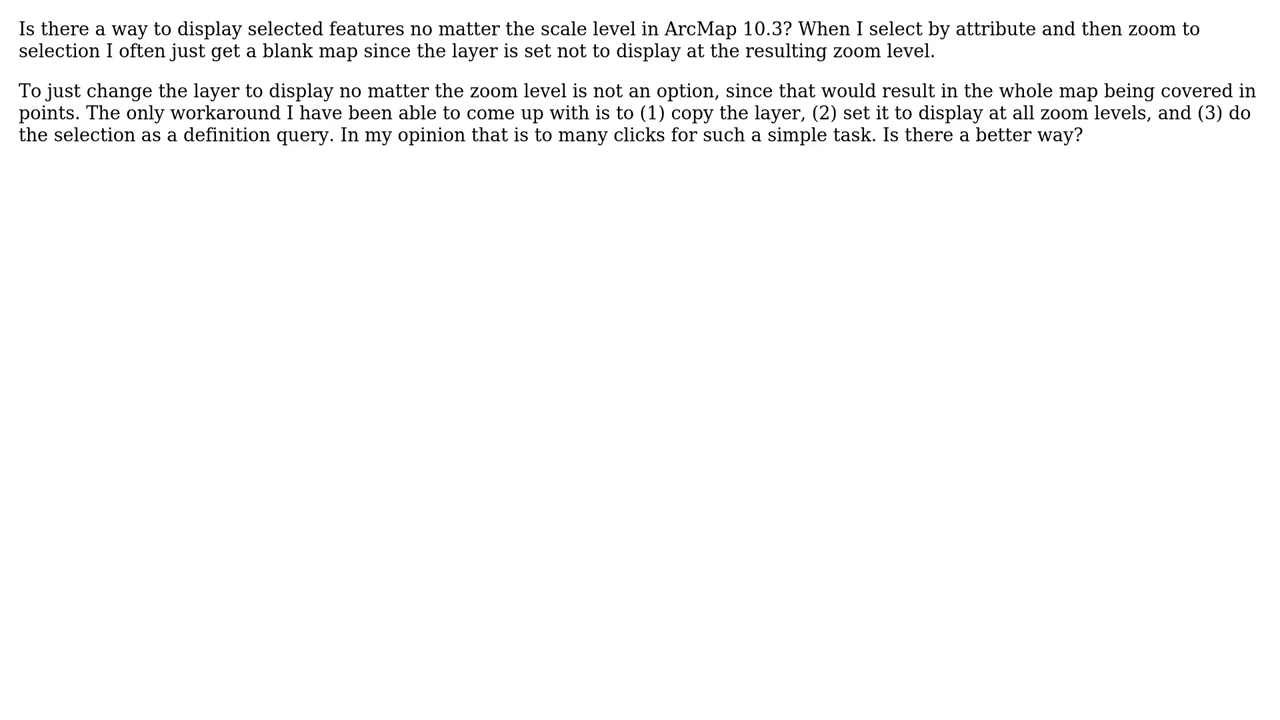 Is there a way to display selected features no matter the scale level in ArcMap 10.3? When I select by attribute and then zoom to
selection I often just get a blank map since the layer is set not to display at the resulting zoom level.
To just change the layer to display no matter the zoom level is not an option, since that would result in the whole map being covered in
points. The only workaround I have been able to come up with is to (1) copy the layer, (2) set it to display at all zoom levels, and (3) do
the selection as a definition query. In my opinion that is to many clicks for such a simple task. Is there a better way?